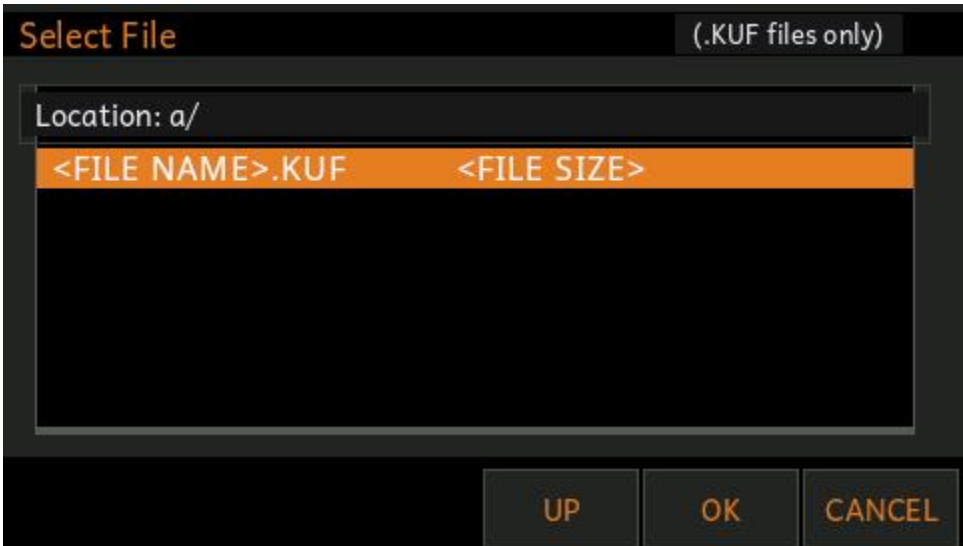 Select File
(.KUF files only)
Location: a/
<FILE NAME>.KUF <FILE SIZE>
UP OK CANCEL